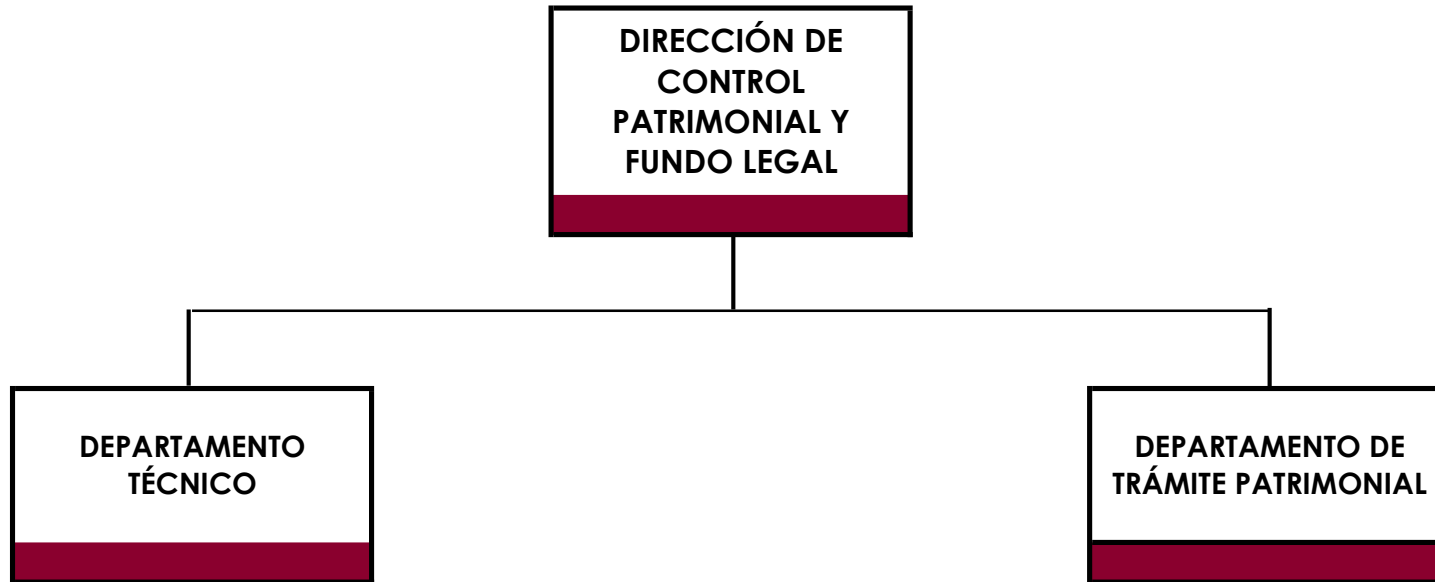 DIRECCIÓN DE
CONTROL
PATRIMONIAL Y
FUNDO LEGAL
DEPARTAMENTO
TÉCNICO
DEPARTAMENTO DE
TRÁMITE PATRIMONIAL